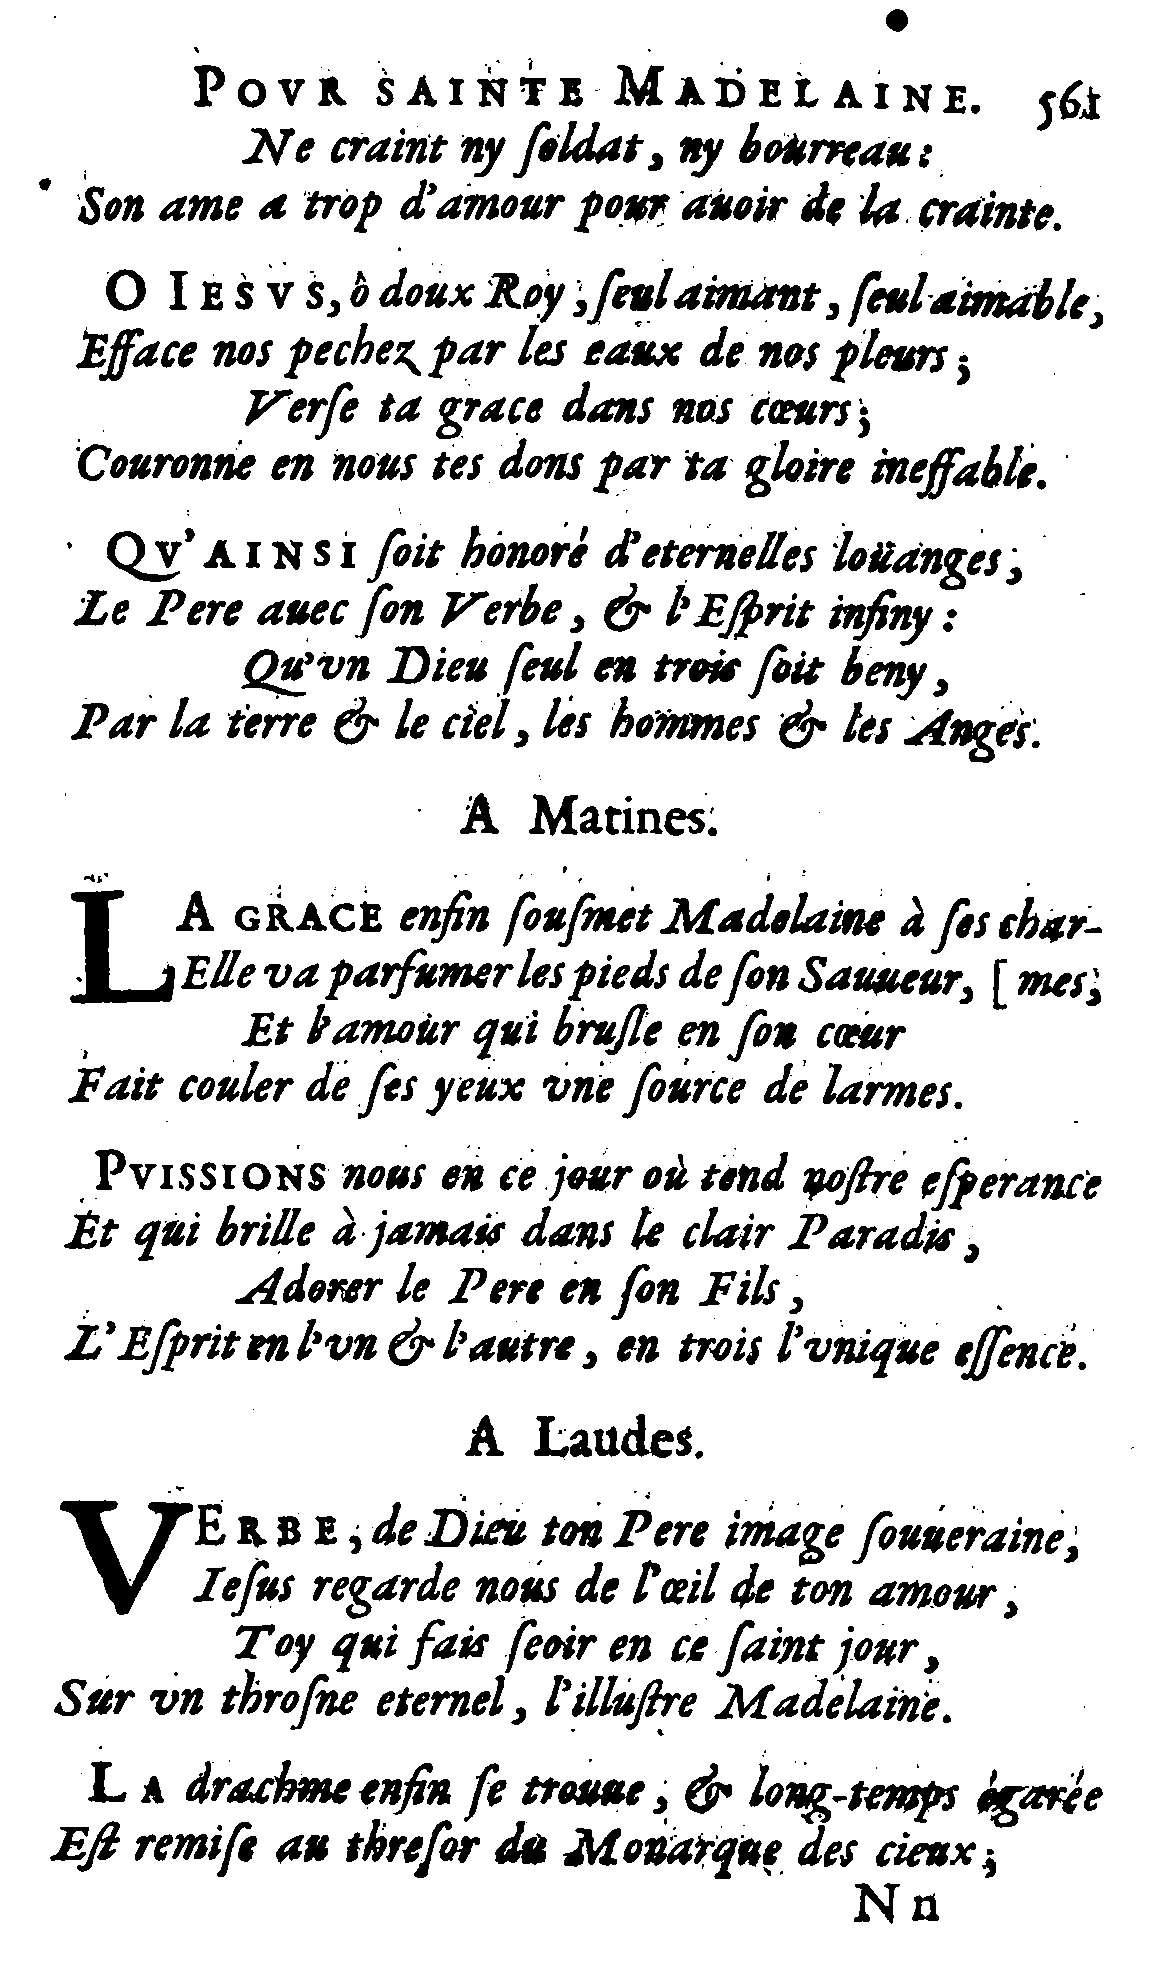 POVR SAINTE MADELAINE. 561
Ne craint ny ſoldat, ny bourreau:
Son ame a trop d'amour pour auoir de la crainte.
O IESVS, ô doux Roy, ſeul aimant, ſeul aimable,
Efface nos pechez par les eaux de nos pleurs;
Verſe ta grace dans nos cœurs;
Couronne en nous tes dons par ta gloire ineffable.
QV'AINSI ſoit honoré d'eternelles loüanges,
Le Pere auec ſon Verbe, & l'Eſprit infiny:
Qu'vn Dieu ſeul en trois ſoit beny,
Par la terre & le ciel, les hommes & les Anges.
A Matines.
LA GRACE enfin ſouſmet Madelaine à ſes char-
Elle va parfumer les pieds de ſon Sauueur, [mes,
Et l'amour qui bruſle en ſon cœur
Fait couler de ſes yeux vne ſource de larmes.
PVISSIONS nous en ce jour où tend noſtre eſperance
Et qui brille à jamais dans le clair Paradis,
Adorer le Pere en ſon Fils,
L'Eſprit en l'vn & l'autre, en trois l'vnique eſſence.
A Laudes.
VERBE, de Dieu ton Pere image ſouueraine,
Ieſus regarde nous de l'œil de ton amour,
Toy qui fais ſeoir en ce ſaint jour,
Sur vn throſne eternel, l'illuſtre Madelaine.
LA drachme enfin ſe trouue, & long-temps égarée
Eſt remiſe au threſor du Monarque des cieux;
Nn